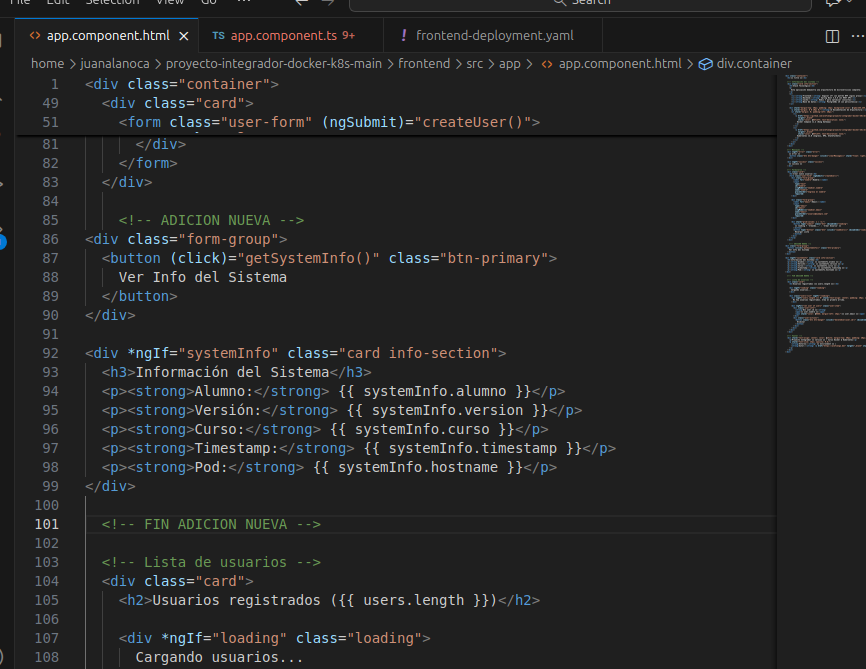 File Edit Selection View Go ... Search
<> app.component.html × TS app.component.ts 9+ ! frontend-deployment.yaml
home > juanalanoca > proyecto-integrador-docker-k8s-main > frontend > src > app > <> app.component.html > div.container
1 <div class="container">
49 <div class="card">
51 <form class="user-form" (ngSubmit)="createUser()">
81 </div>
82 </form>
83 </div>
84
85 <!-- ADICION NUEVA -->
86 <div class="form-group">
87 <button (click)="getSystemInfo()" class="btn-primary">
88 Ver Info del Sistema
89 </button>
90 </div>
91
92 <div *ngIf="systemInfo" class="card info-section">
93 <h3>Información del Sistema</h3>
94 <p><strong>Alumno:</strong> {{ systemInfo.alumno }}</p>
95 <p><strong>Versión:</strong> {{ systemInfo.version }}</p>
96 <p><strong>Curso:</strong> {{ systemInfo.curso }}</p>
97 <p><strong>Timestamp:</strong> {{ systemInfo.timestamp }}</p>
98 <p><strong>Pod:</strong> {{ systemInfo.hostname }}</p>
99 </div>
100
101 <!-- FIN ADICION NUEVA -->
102
103 <!-- Lista de usuarios -->
104 <div class="card">
105 <h2>Usuarios registrados ({{ users.length }})</h2>
106
107 <div *ngIf="loading" class="loading">
108 Cargando usuarios...